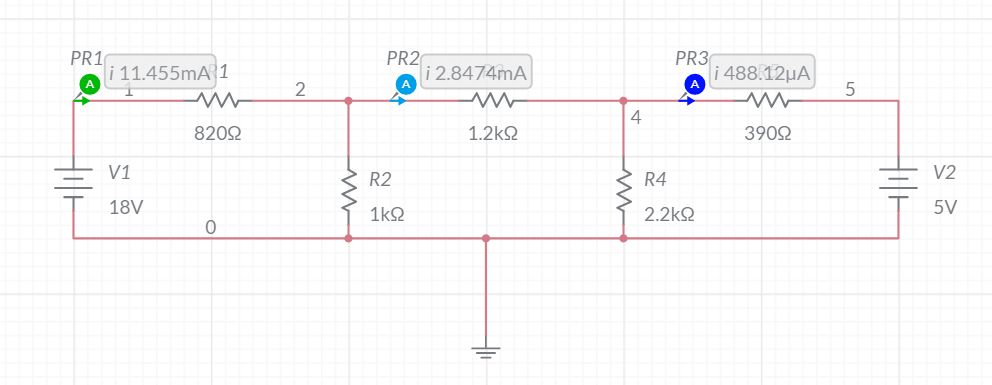 PR1
A
i 11.455mA
R1
1
820Ω
2
PR2
A
i 2.8474mA
1.2kΩ
4
PR3
A
i 488.12µA
390Ω
5
V1
18V
R2
1kΩ
R4
2.2kΩ
V2
5V
0